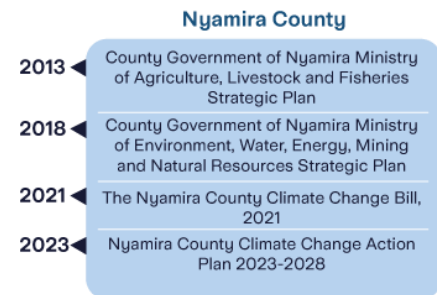 Nyamira County
2013
County Government of Nyamira Ministry
of Agriculture, Livestock and Fisheries
Strategic Plan
2018
County Government of Nyamira Ministry
of Environment, Water, Energy, Mining
and Natural Resources Strategic Plan
2021
The Nyamira County Climate Change Bill,
2021
2023
Nyamira County Climate Change Action
Plan 2023-2028